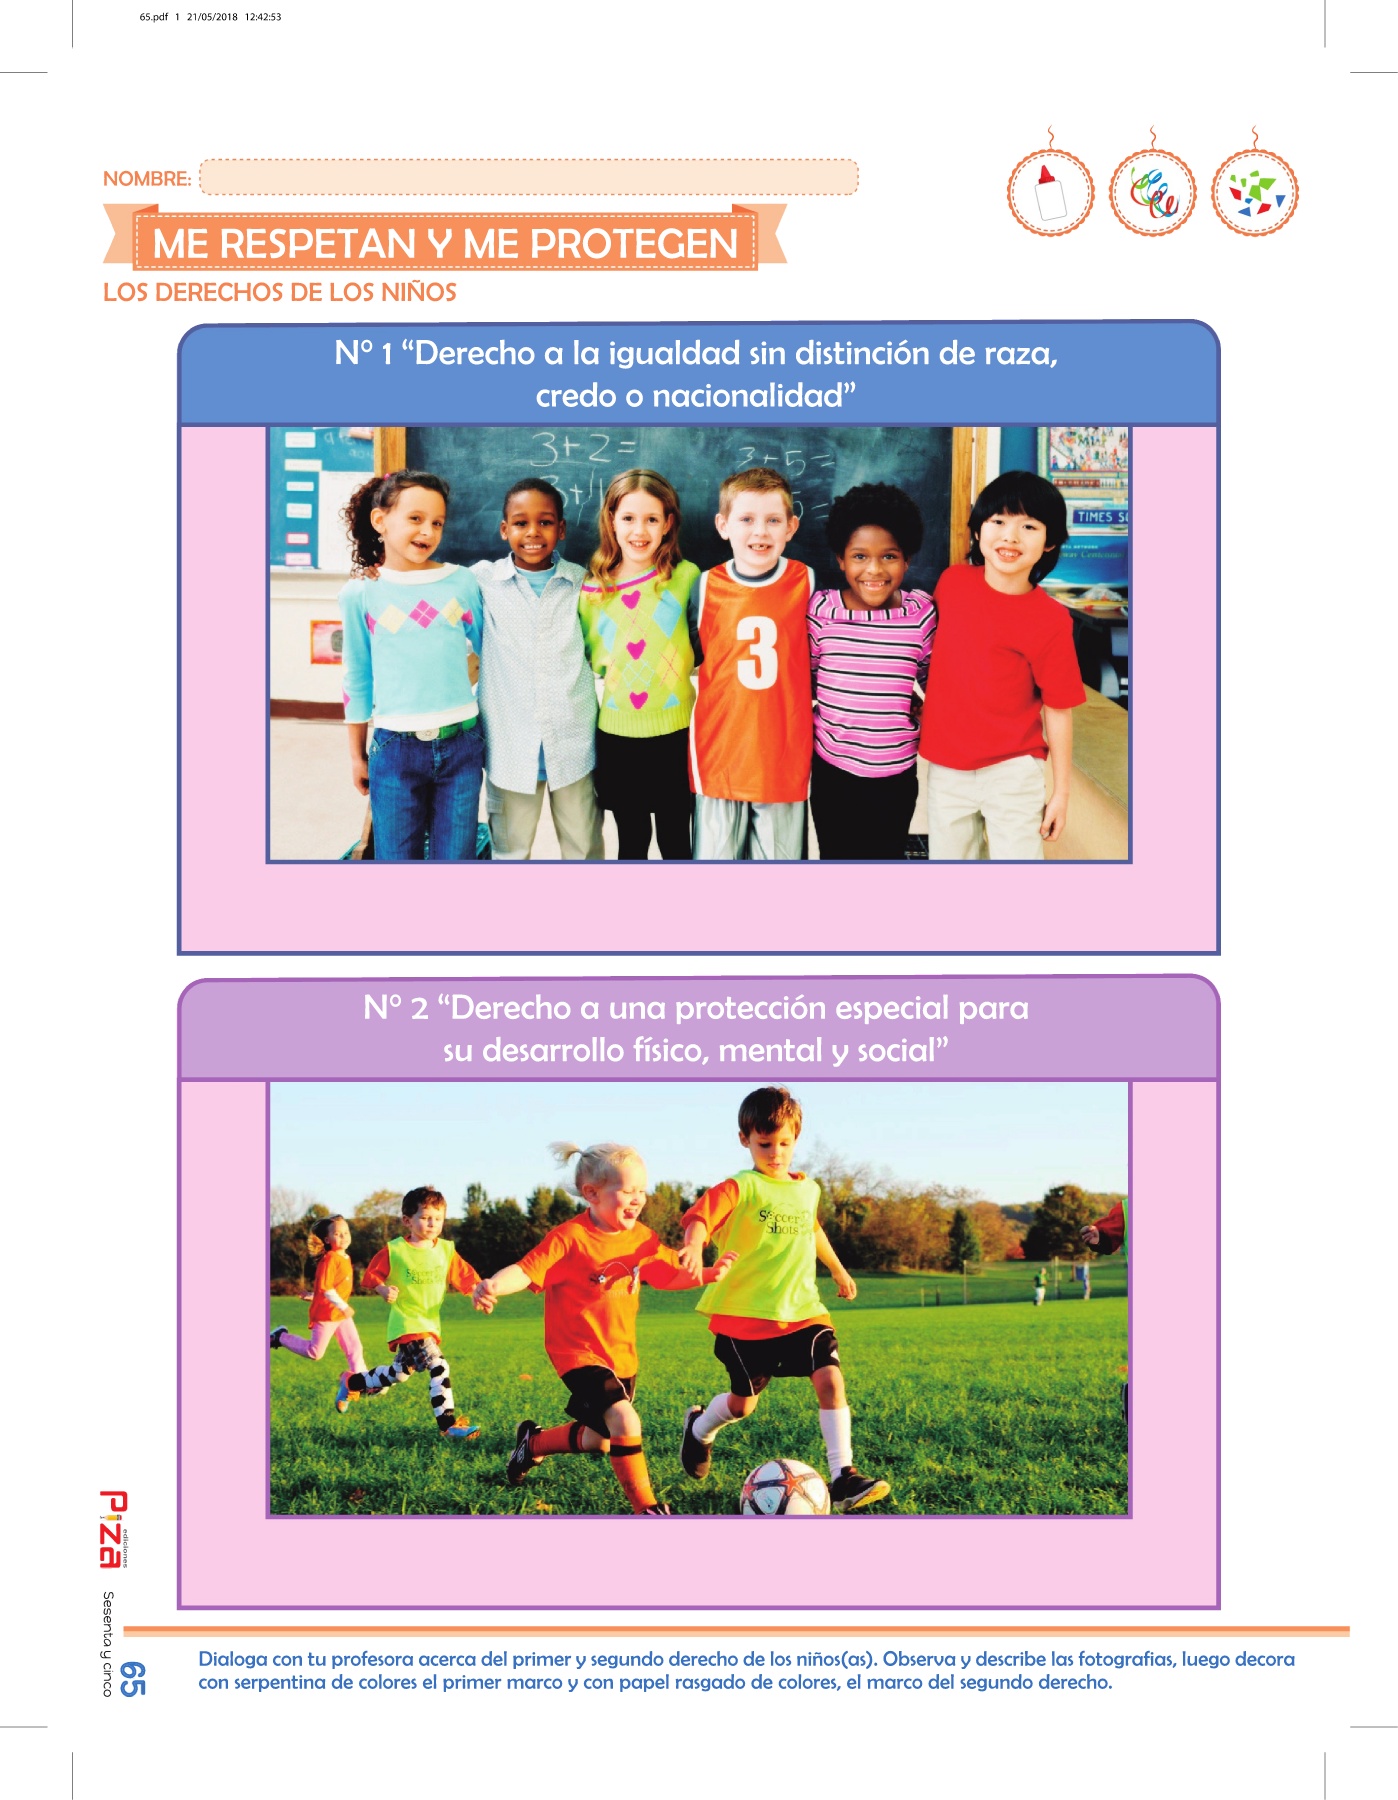 65.pdf 1 21/05/2018 12:42:53
NOMBRE:
ME RESPETAN Y ME PROTEGEN
LOS DERECHOS DE LOS NIÑOS
N° 1 “Derecho a la igualdad sin distinción de raza,
credo o nacionalidad”
3+2=
3+5=
TIMES
N° 2 “Derecho a una protección especial para
su desarrollo físico, mental y social”
Soccer
Shots
Soccer
Shots
Piza
ediciones
Sesenta y cinco
65
Dialoga con tu profesora acerca del primer y segundo derecho de los niños(as). Observa y describe las fotografias, luego decora
con serpentina de colores el primer marco y con papel rasgado de colores, el marco del segundo derecho.